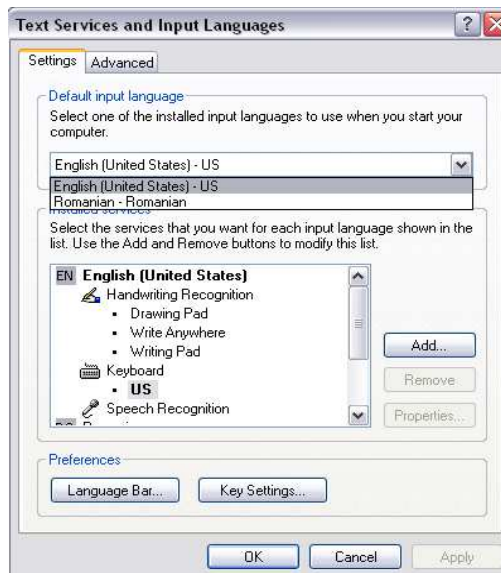 Text Services and Input Languages
Settings
Advanced
Default input language
Select one of the installed input languages to use when you start your
computer.
English (United States) - US
English (United States) - US
Romanian - Romanian
Installed services
Select the services that you want for each input language shown in the
list. Use the Add and Remove buttons to modify this list.
EN English (United States)
Handwriting Recognition
• Drawing Pad
• Write Anywhere
• Writing Pad
Keyboard
• US
Speech Recognition
Add...
Remove
Properties...
Preferences
Language Bar...
Key Settings...
OK
Cancel
Apply